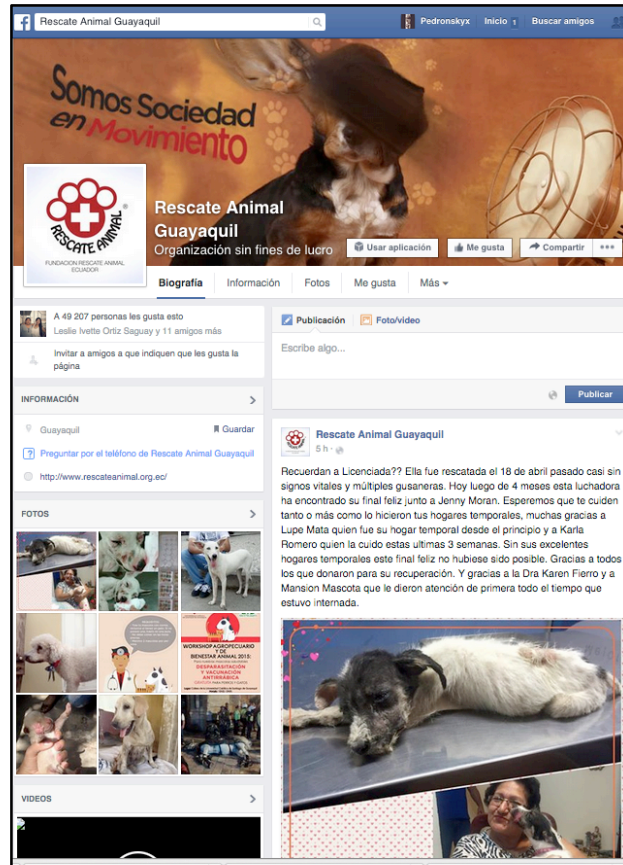 Rescate Animal Guayaquil
Pedronskyx Inicio 1 Buscar amigos
Somos Sociedad
en Movimiento
RESCATE ANIMAL
FUNDACION RESCATE ANIMAL
ECUADOR
Rescate Animal
Guayaquil
Organización sin fines de lucro
Usar aplicación Me gusta Compartir
Biografía Información Fotos Me gusta Más
A 49 207 personas les gusta esto
Leslie Ivette Ortiz Saguay y 11 amigos más
Invitar a amigos a que indiquen que les gusta la
página
INFORMACIÓN
Guayaquil Guardar
Preguntar por el teléfono de Rescate Animal Guayaquil
http://www.rescateanimal.org.ec/
FOTOS
WORKSHOP AGROPECUARIO
Y DE
BIENESTAR ANIMAL 2015:
DESPARASITACIÓN
Y VACUNACIÓN
ANTIRRÁBICA
VIDEOS
Publicación Foto/video
Escribe algo...
Publicar
Rescate Animal Guayaquil
5 h
Recuerdan a Licenciada?? Ella fue rescatada el 18 de abril pasado casi sin
signos vitales y múltiples gusaneras. Hoy luego de 4 meses esta luchadora
ha encontrado su final feliz junto a Jenny Moran. Esperemos que te cuiden
tanto o más como lo hicieron tus hogares temporales, muchas gracias a
Lupe Mata quien fue su hogar temporal desde el principio y a Karla
Romero quien la cuido estas ultimas 3 semanas. Sin sus excelentes
hogares temporales este final feliz no hubiese sido posible. Gracias a todos
los que donaron para su recuperación. Y gracias a la Dra Karen Fierro y a
Mansion Mascota que le dieron atención de primera todo el tiempo que
estuvo internada.